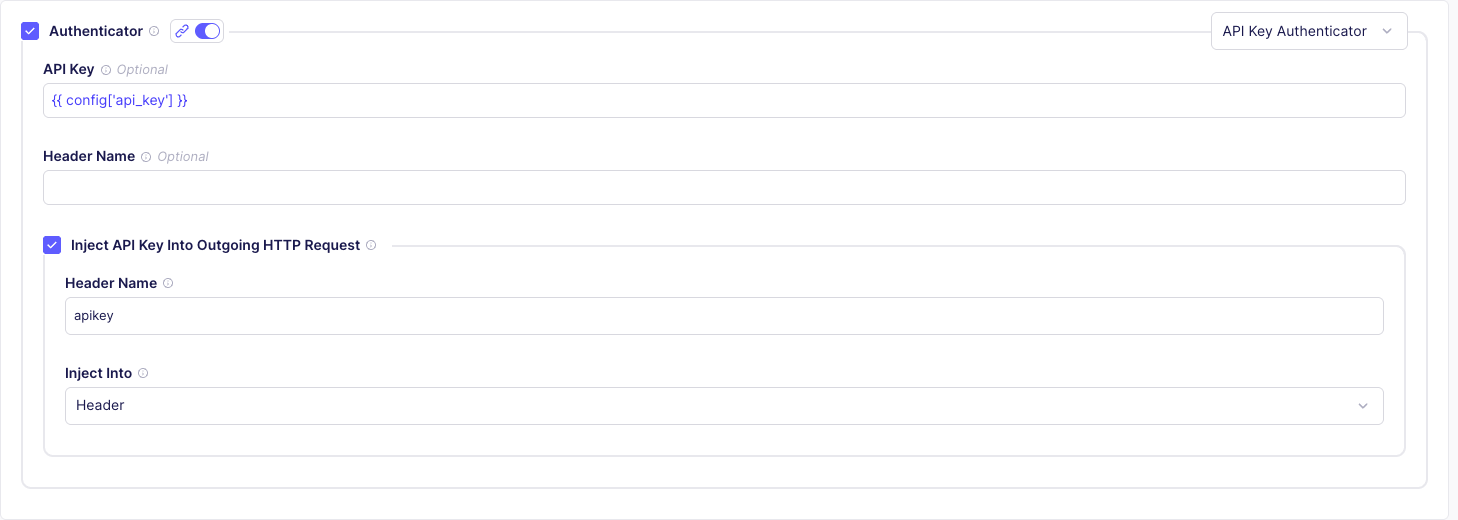 Authenticator
API Key Authenticator
API Key Optional
{{ config['api_key'] }}
Header Name Optional
Inject API Key Into Outgoing HTTP Request
Header Name
apikey
Inject Into
Header